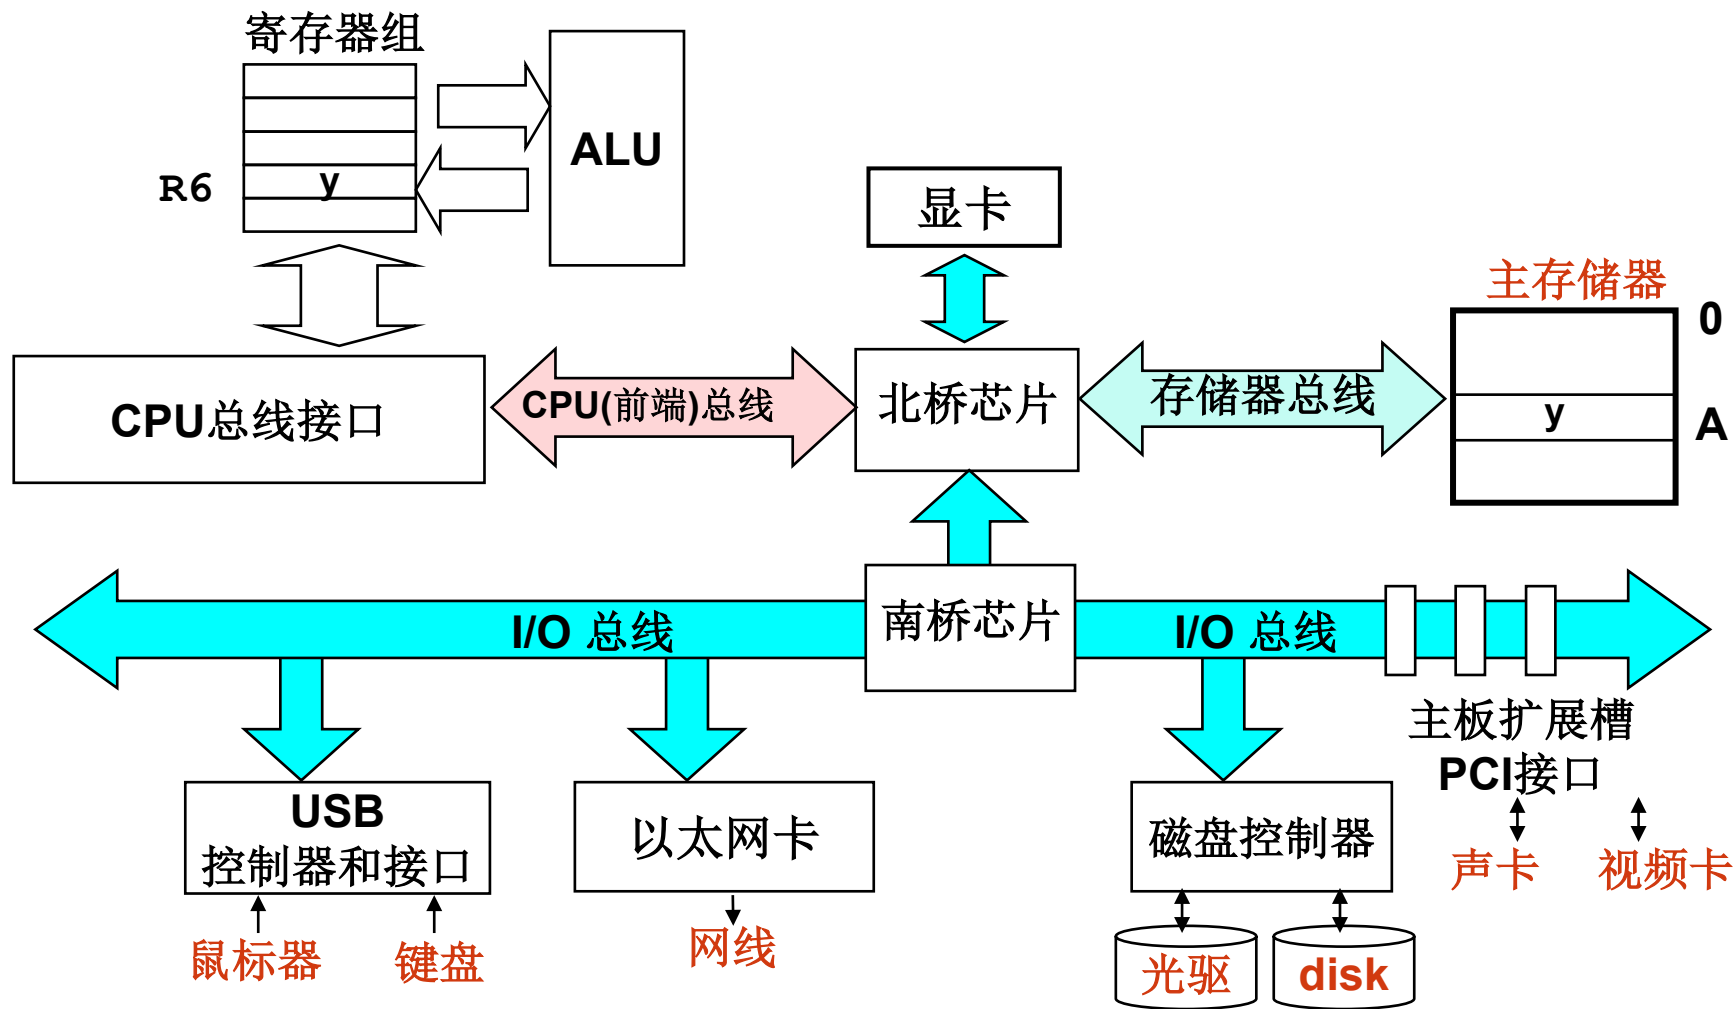 寄存器组
ALU
R6
y
显卡
主存储器
0
CPU总线接口
CPU(前端)总线
北桥芯片
存储器总线
y
A
I/O 总线
南桥芯片
I/O 总线
主板扩展槽
PCI接口
USB
控制器和接口
以太网卡
磁盘控制器
声卡
视频卡
鼠标器
键盘
网线
光驱
disk